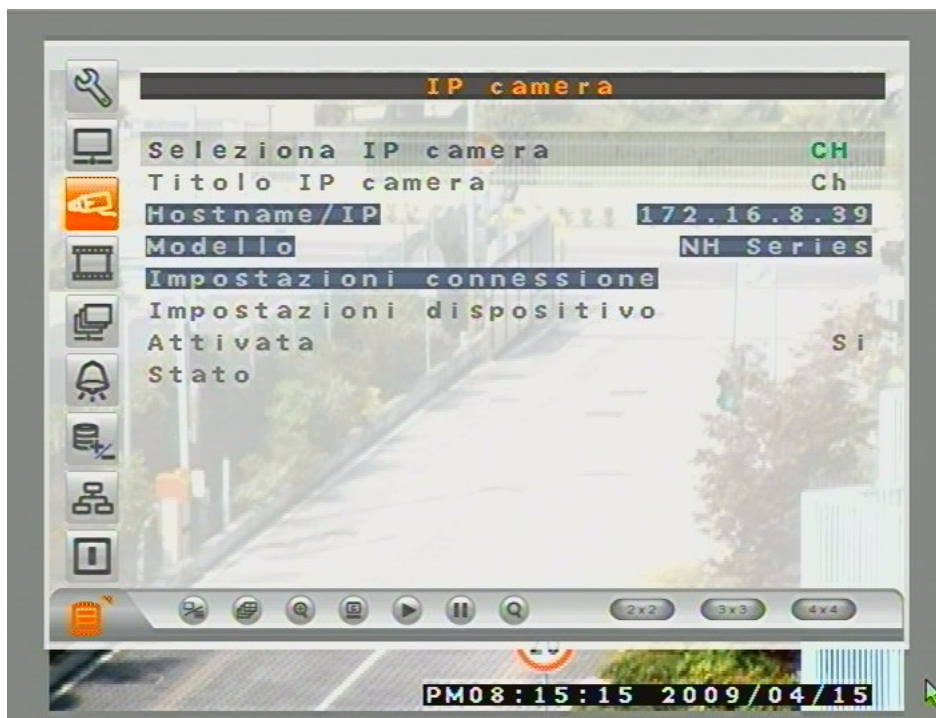 IP camera
Seleziona IP camera CH
Titolo IP camera Ch
Hostname/IP 172.16.8.39
Modello NH Series
Impostazioni connessione
Impostazioni dispositivo
Attivata Si
Stato
2x2 3x3 4x4
20
PM08:15:15 2009/04/15